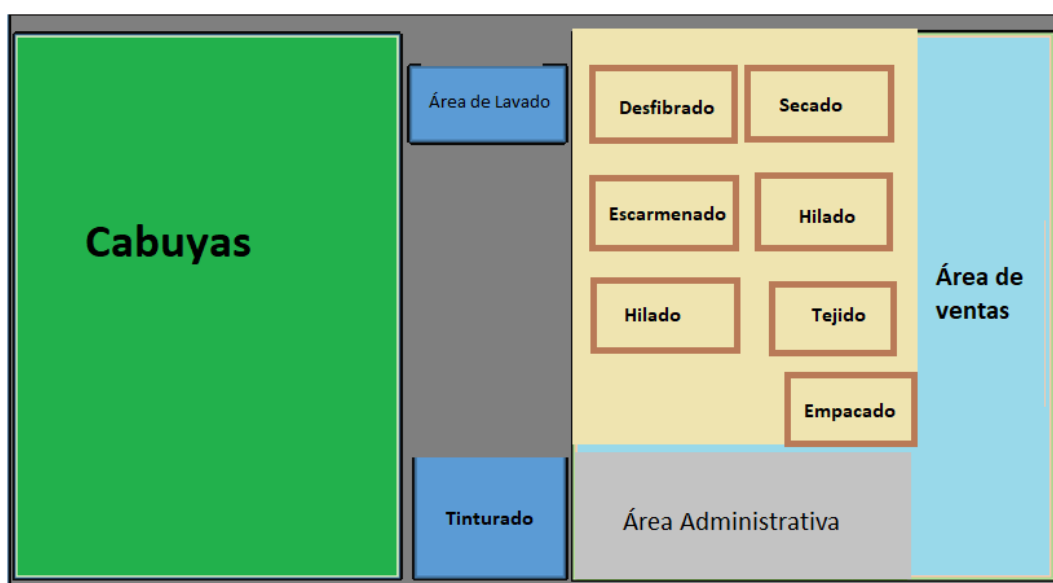 Cabuyas
Área de Lavado
Tinturado
Desfibrado
Secado
Escarmenado
Hilado
Hilado
Tejido
Empacado
Área Administrativa
Área de
ventas